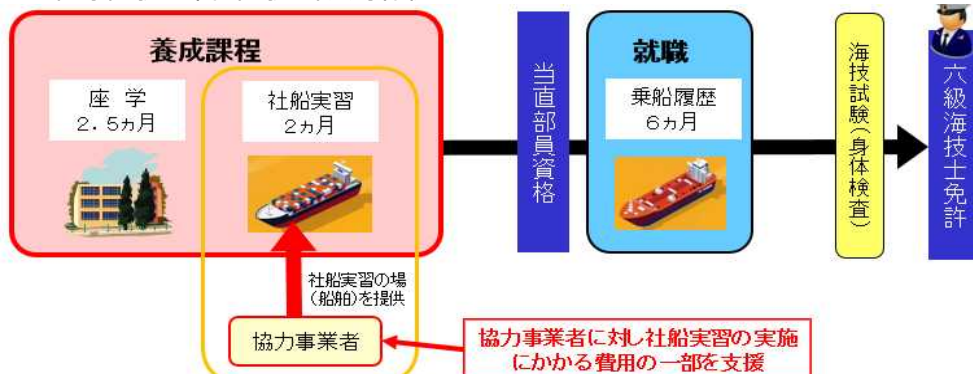 養成課程
座 学
2.5ヵ月
社船実習
2ヵ月
当直部員資格
就職
乗船履歴
6ヵ月
海技試験(身体検査)
六級海技士免許
社船実習の場
(船舶)を提供
協力事業者
協力事業者に対し社船実習の実施
にかかる費用の一部を支援